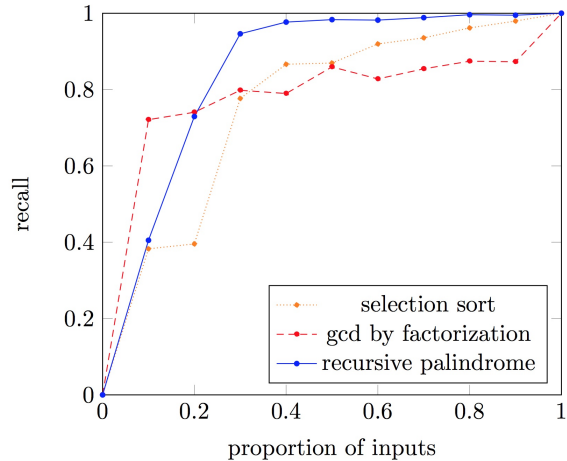 1
0.8
0.6
0.4
0.2
0
0
0.2
0.4
0.6
0.8
1
recall
proportion of inputs
selection sort
gcd by factorization
recursive palindrome